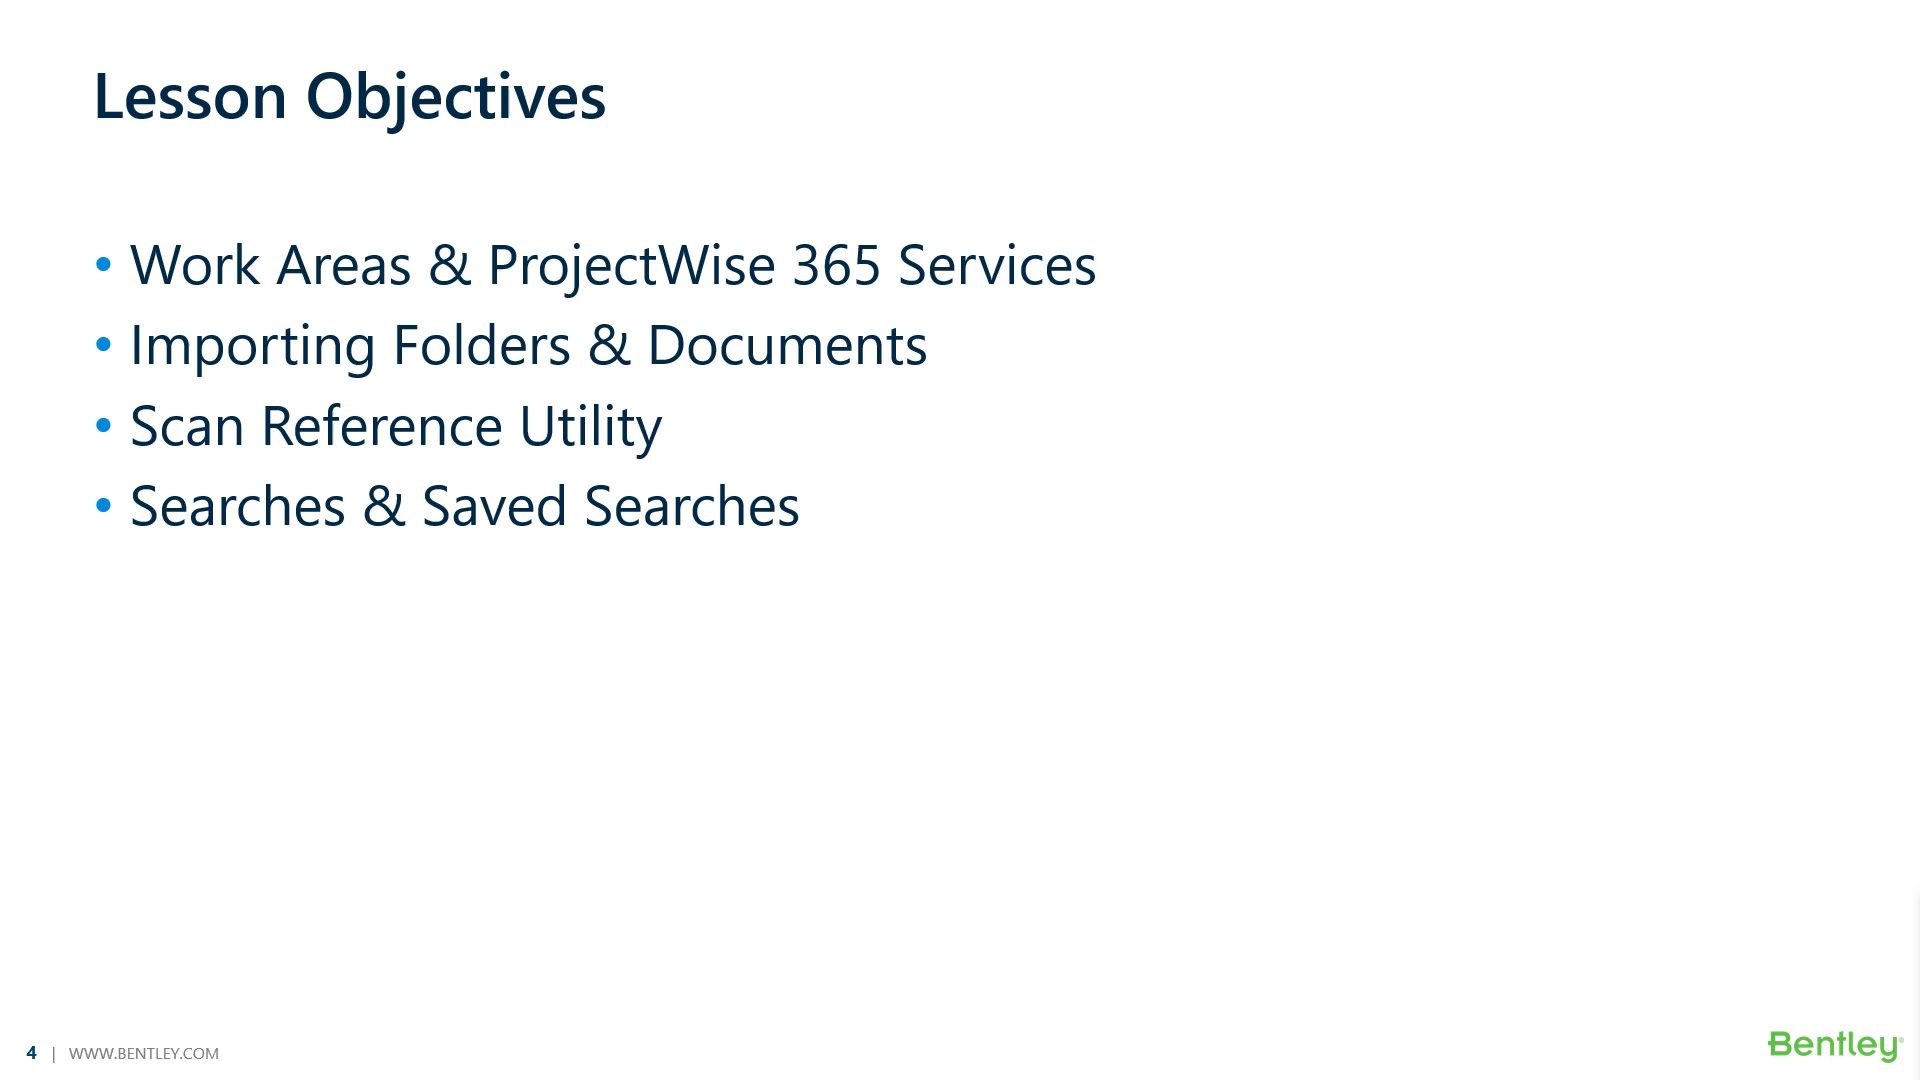 Lesson Objectives
• Work Areas & ProjectWise 365 Services
• Importing Folders & Documents
• Scan Reference Utility
• Searches & Saved Searches
4 | WWW.BENTLEY.COM
Bentley®